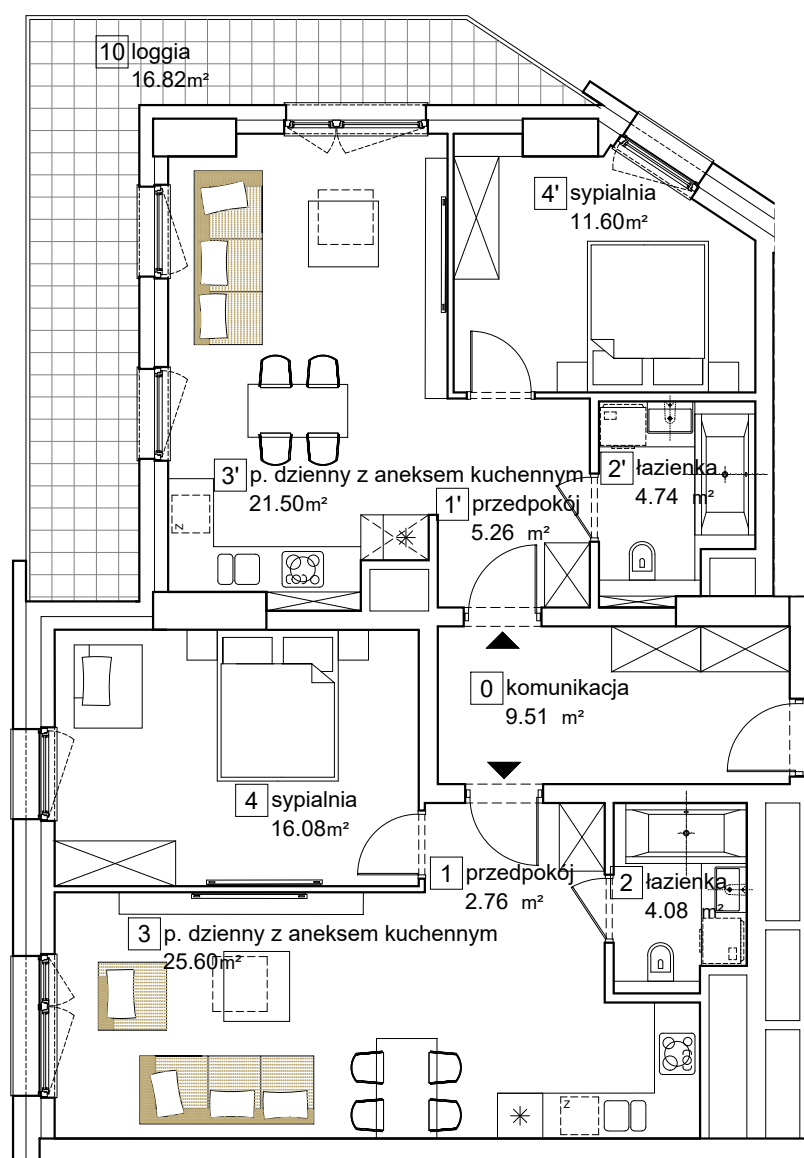 10 loggia
16.82m²
4' sypialnia
11.60m²
3' p. dzienny z aneksem kuchennym
21.50m²
2' łazienka
4.74 m²
1' przedpokój
5.26 m²
z
0 komunikacja
9.51 m²
4 sypialnia
16.08m²
1 przedpokój
2.76 m²
2 łazienka
4.08 m²
3 p. dzienny z aneksem kuchennym
25.60m²
z